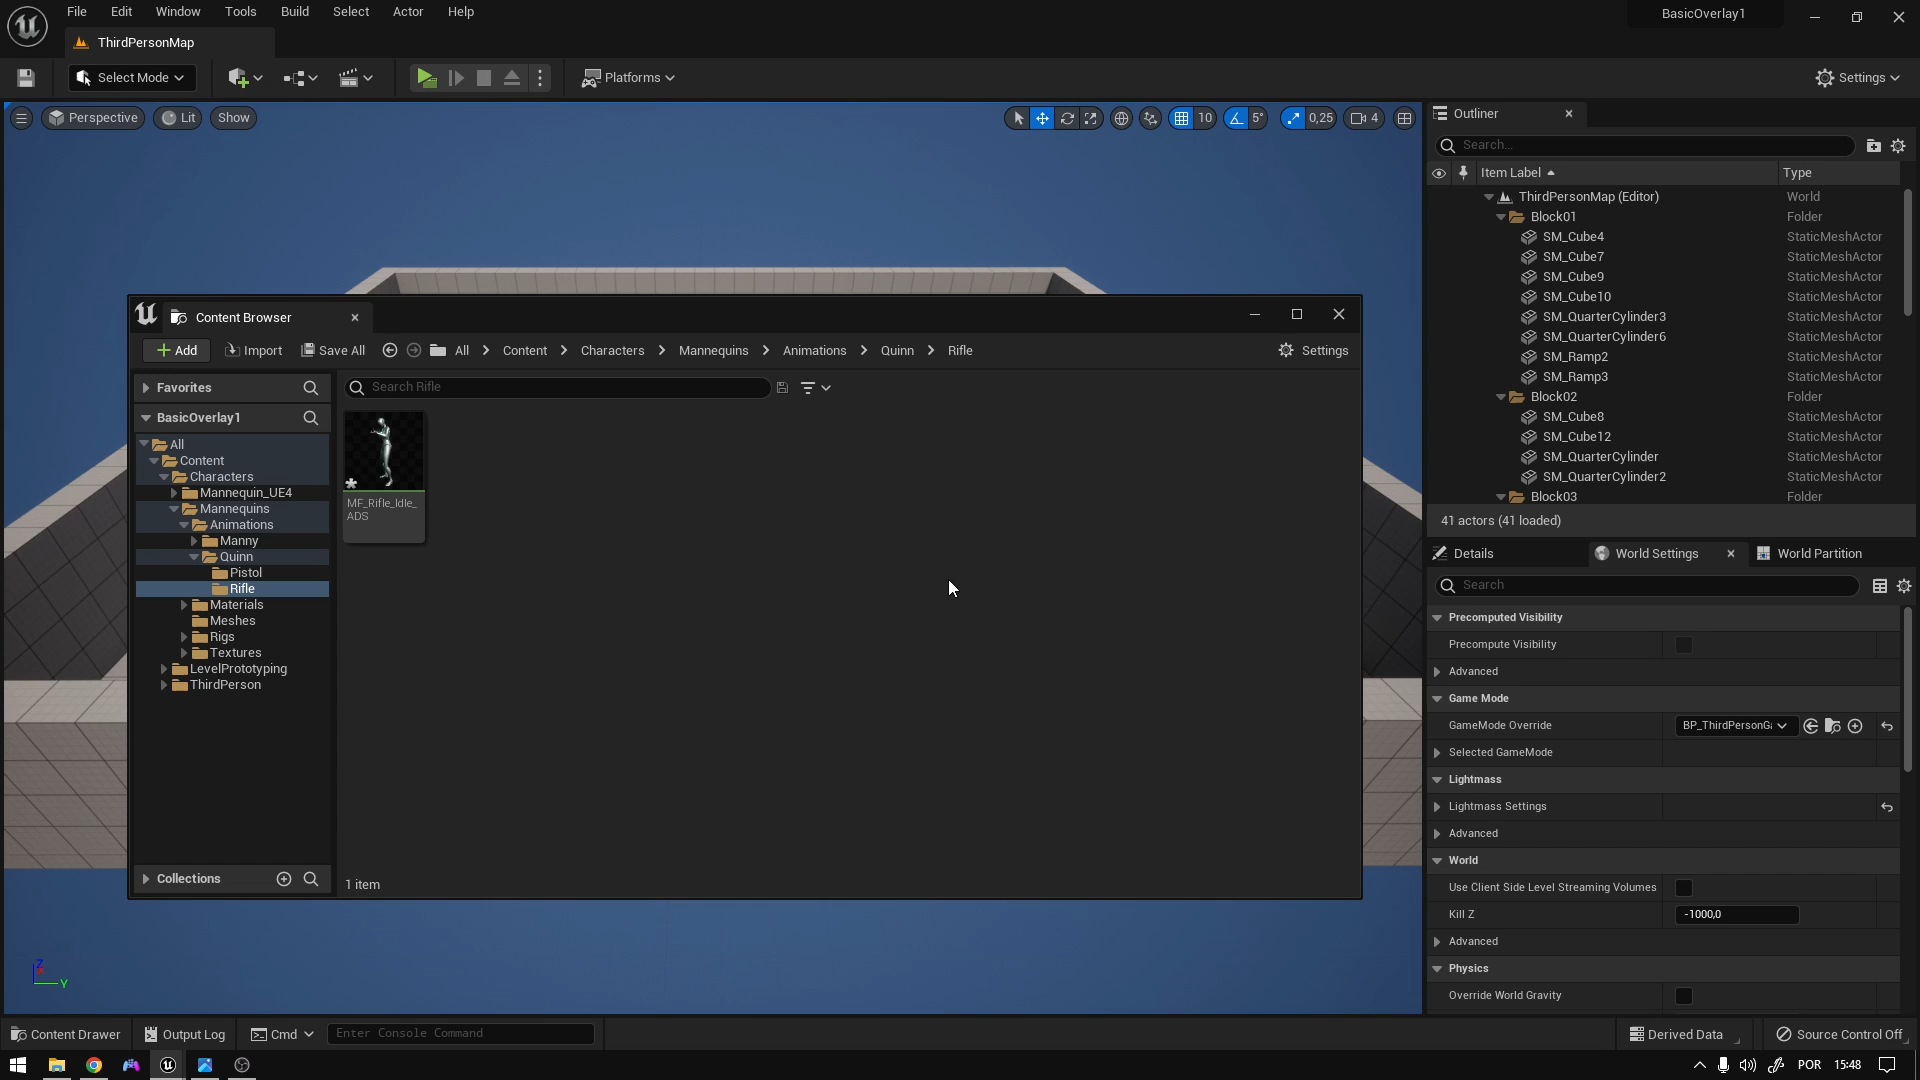 File Edit Window Tools Build Select Actor Help
BasicOverlay1
ThirdPersonMap
Select Mode
Platforms
Settings
Perspective
Lit
Show
10
5°
0,25
4
Outliner
Search...
Item Label
Type
ThirdPersonMap (Editor) World
Block01 Folder
SM_Cube4 StaticMeshActor
SM_Cube7 StaticMeshActor
SM_Cube9 StaticMeshActor
SM_Cube10 StaticMeshActor
SM_QuarterCylinder3 StaticMeshActor
SM_QuarterCylinder6 StaticMeshActor
SM_Ramp2 StaticMeshActor
SM_Ramp3 StaticMeshActor
Block02 Folder
SM_Cube8 StaticMeshActor
SM_Cube12 StaticMeshActor
SM_QuarterCylinder StaticMeshActor
SM_QuarterCylinder2 StaticMeshActor
Block03 Folder
41 actors (41 loaded)
Content Browser
Add Import Save All All Content Characters Mannequins Animations Quinn Rifle Settings
Favorites
Search Rifle
BasicOverlay1
All
Content
Characters
Mannequin_UE4
Mannequins
Animations
Manny
Quinn
Pistol
Rifle
Materials
Meshes
Rigs
Textures
LevelPrototyping
ThirdPerson
Collections
MF_Rifle_Idle_
ADS
1 item
Details
World Settings
World Partition
Search
Precomputed Visibility
Precompute Visibility
Advanced
Game Mode
GameMode Override BP_ThirdPersonGa
Selected GameMode
Lightmass
Lightmass Settings
Advanced
World
Use Client Side Level Streaming Volumes
Kill Z -1000,0
Advanced
Physics
Override World Gravity
Z
Y
Content Drawer Output Log Cmd Enter Console Command Derived Data Source Control Off
POR 15:48